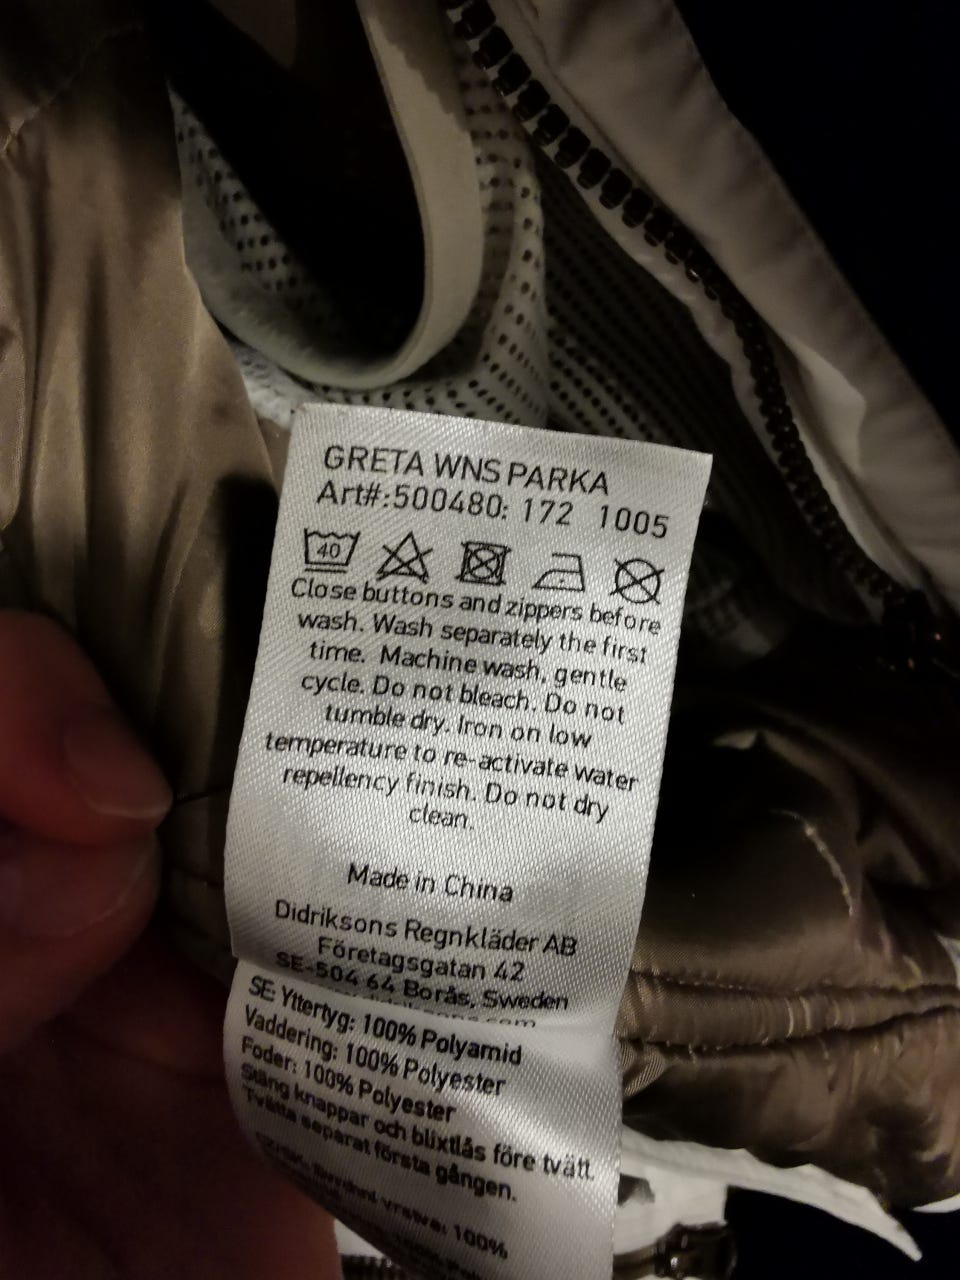 GRETA WNS PARKA
Art#:500480: 172 1005
40
Close buttons and zippers before
wash. Wash separately the first
time. Machine wash, gentle
cycle. Do not bleach. Do not
tumble dry. Iron on low
temperature to re-activate water
repellency finish. Do not dry
clean.
Made in China
Didriksons Regnkläder AB
Företagsgatan 42
SE-504 64 Borås, Sweden
SE: Yttertyg: 100% Polyamid
Vaddering: 100% Polyester
Foder: 100% Polyester
Stäng knappar och blixtlås före tvätt.
Tvätta separat första gången.
100%